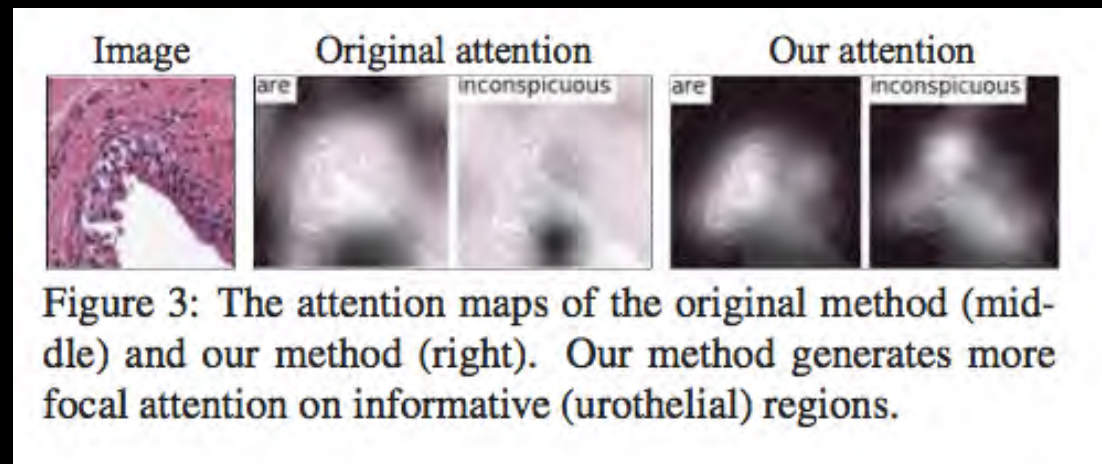 Image Original attention Our attention
are inconspicuous are inconspicuous
Figure 3: The attention maps of the original method (mid-
dle) and our method (right). Our method generates more
focal attention on informative (urothelial) regions.